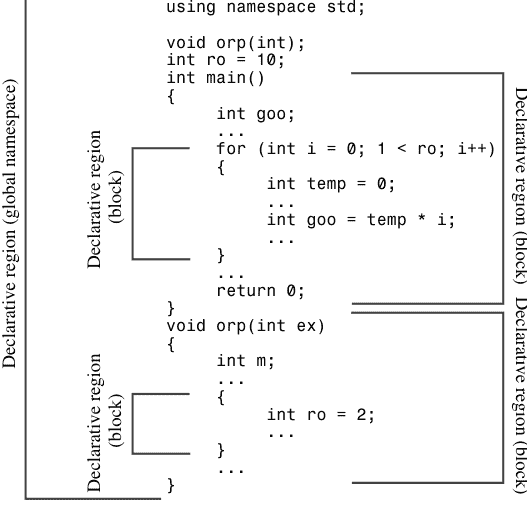 using namespace std;
void orp(int);
int ro = 10;
int main()
{
int goo;
...
for (int i = 0; 1 < ro; i++)
{
int temp = 0;
...
int goo = temp * i;
...
}
...
return 0;
}
void orp(int ex)
{
int m;
...
{
int ro = 2;
...
}
...
}
Declarative region (global namespace)
Declarative region
(block)
Declarative region
(block)
Declarative region (block)
Declarative region (block)